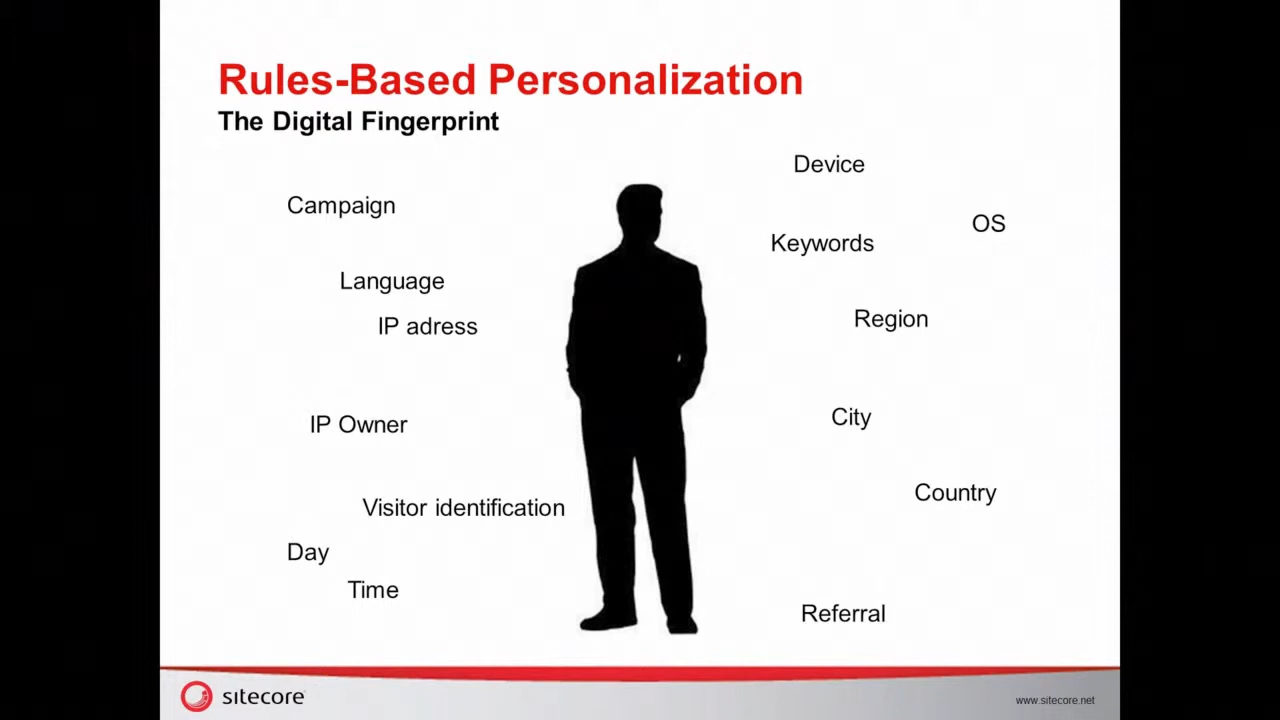 Rules-Based Personalization
The Digital Fingerprint
Device
Campaign
OS
Keywords
Language
Region
IP adress
City
IP Owner
Country
Visitor identification
Day
Time
Referral
sitecore
www.sitecore.net